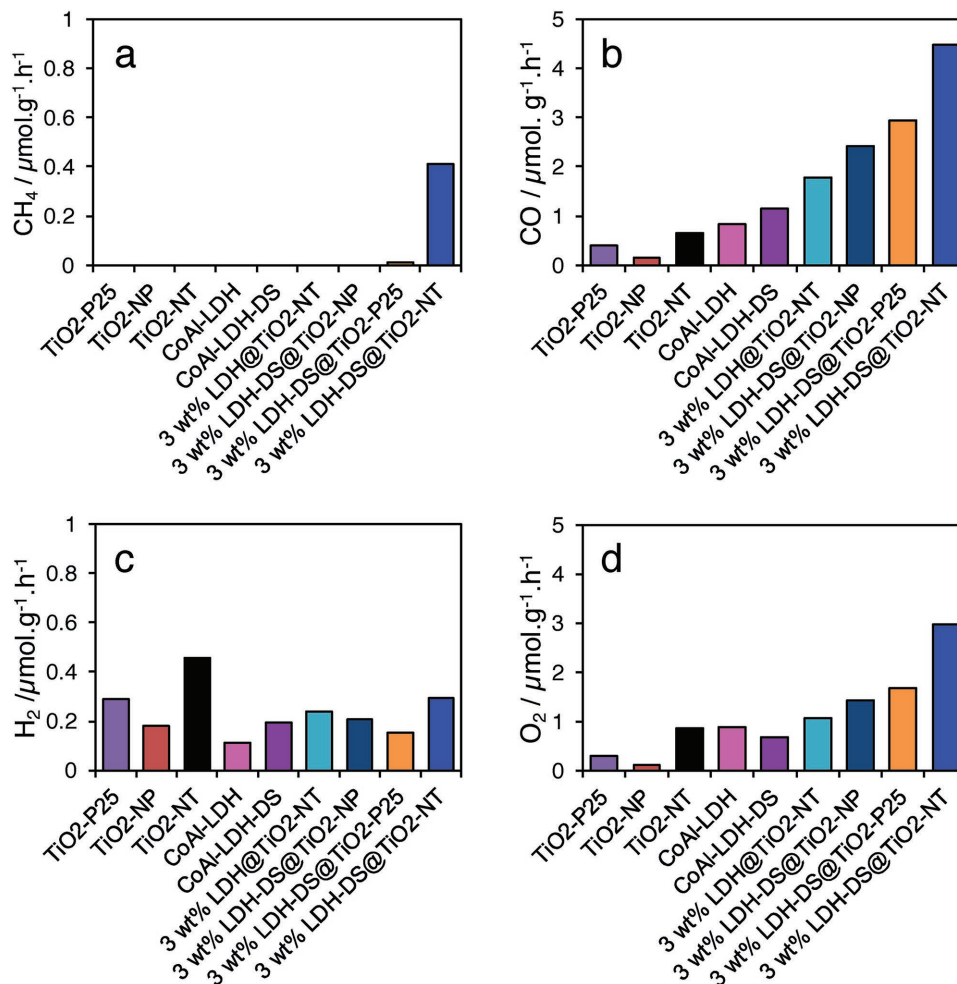 a
CH4 / µmol.g-1.h-1
1
0.8
0.6
0.4
0.2
0
TiO2-P25
TiO2-NP
TiO2-NT
CoAl-LDH
CoAl-LDH-DS
3 wt% LDH@TiO2-NT
3 wt% LDH-DS@TiO2-NP
3 wt% LDH-DS@TiO2-P25
3 wt% LDH-DS@TiO2-NT
b
CO / µmol. g-1.h-1
5
4
3
2
1
0
TiO2-P25
TiO2-NP
TiO2-NT
CoAl-LDH
CoAl-LDH-DS
3 wt% LDH@TiO2-NT
3 wt% LDH-DS@TiO2-NP
3 wt% LDH-DS@TiO2-P25
3 wt% LDH-DS@TiO2-NT
c
H2 /µmol.g-1.h-1
1
0.8
0.6
0.4
0.2
0
TiO2-P25
TiO2-NP
TiO2-NT
CoAl-LDH
CoAl-LDH-DS
3 wt% LDH@TiO2-NT
3 wt% LDH-DS@TiO2-NP
3 wt% LDH-DS@TiO2-P25
3 wt% LDH-DS@TiO2-NT
d
O2 / µmol.g-1.h-1
5
4
3
2
1
0
TiO2-P25
TiO2-NP
TiO2-NT
CoAl-LDH
CoAl-LDH-DS
3 wt% LDH@TiO2-NT
3 wt% LDH-DS@TiO2-NP
3 wt% LDH-DS@TiO2-P25
3 wt% LDH-DS@TiO2-NT